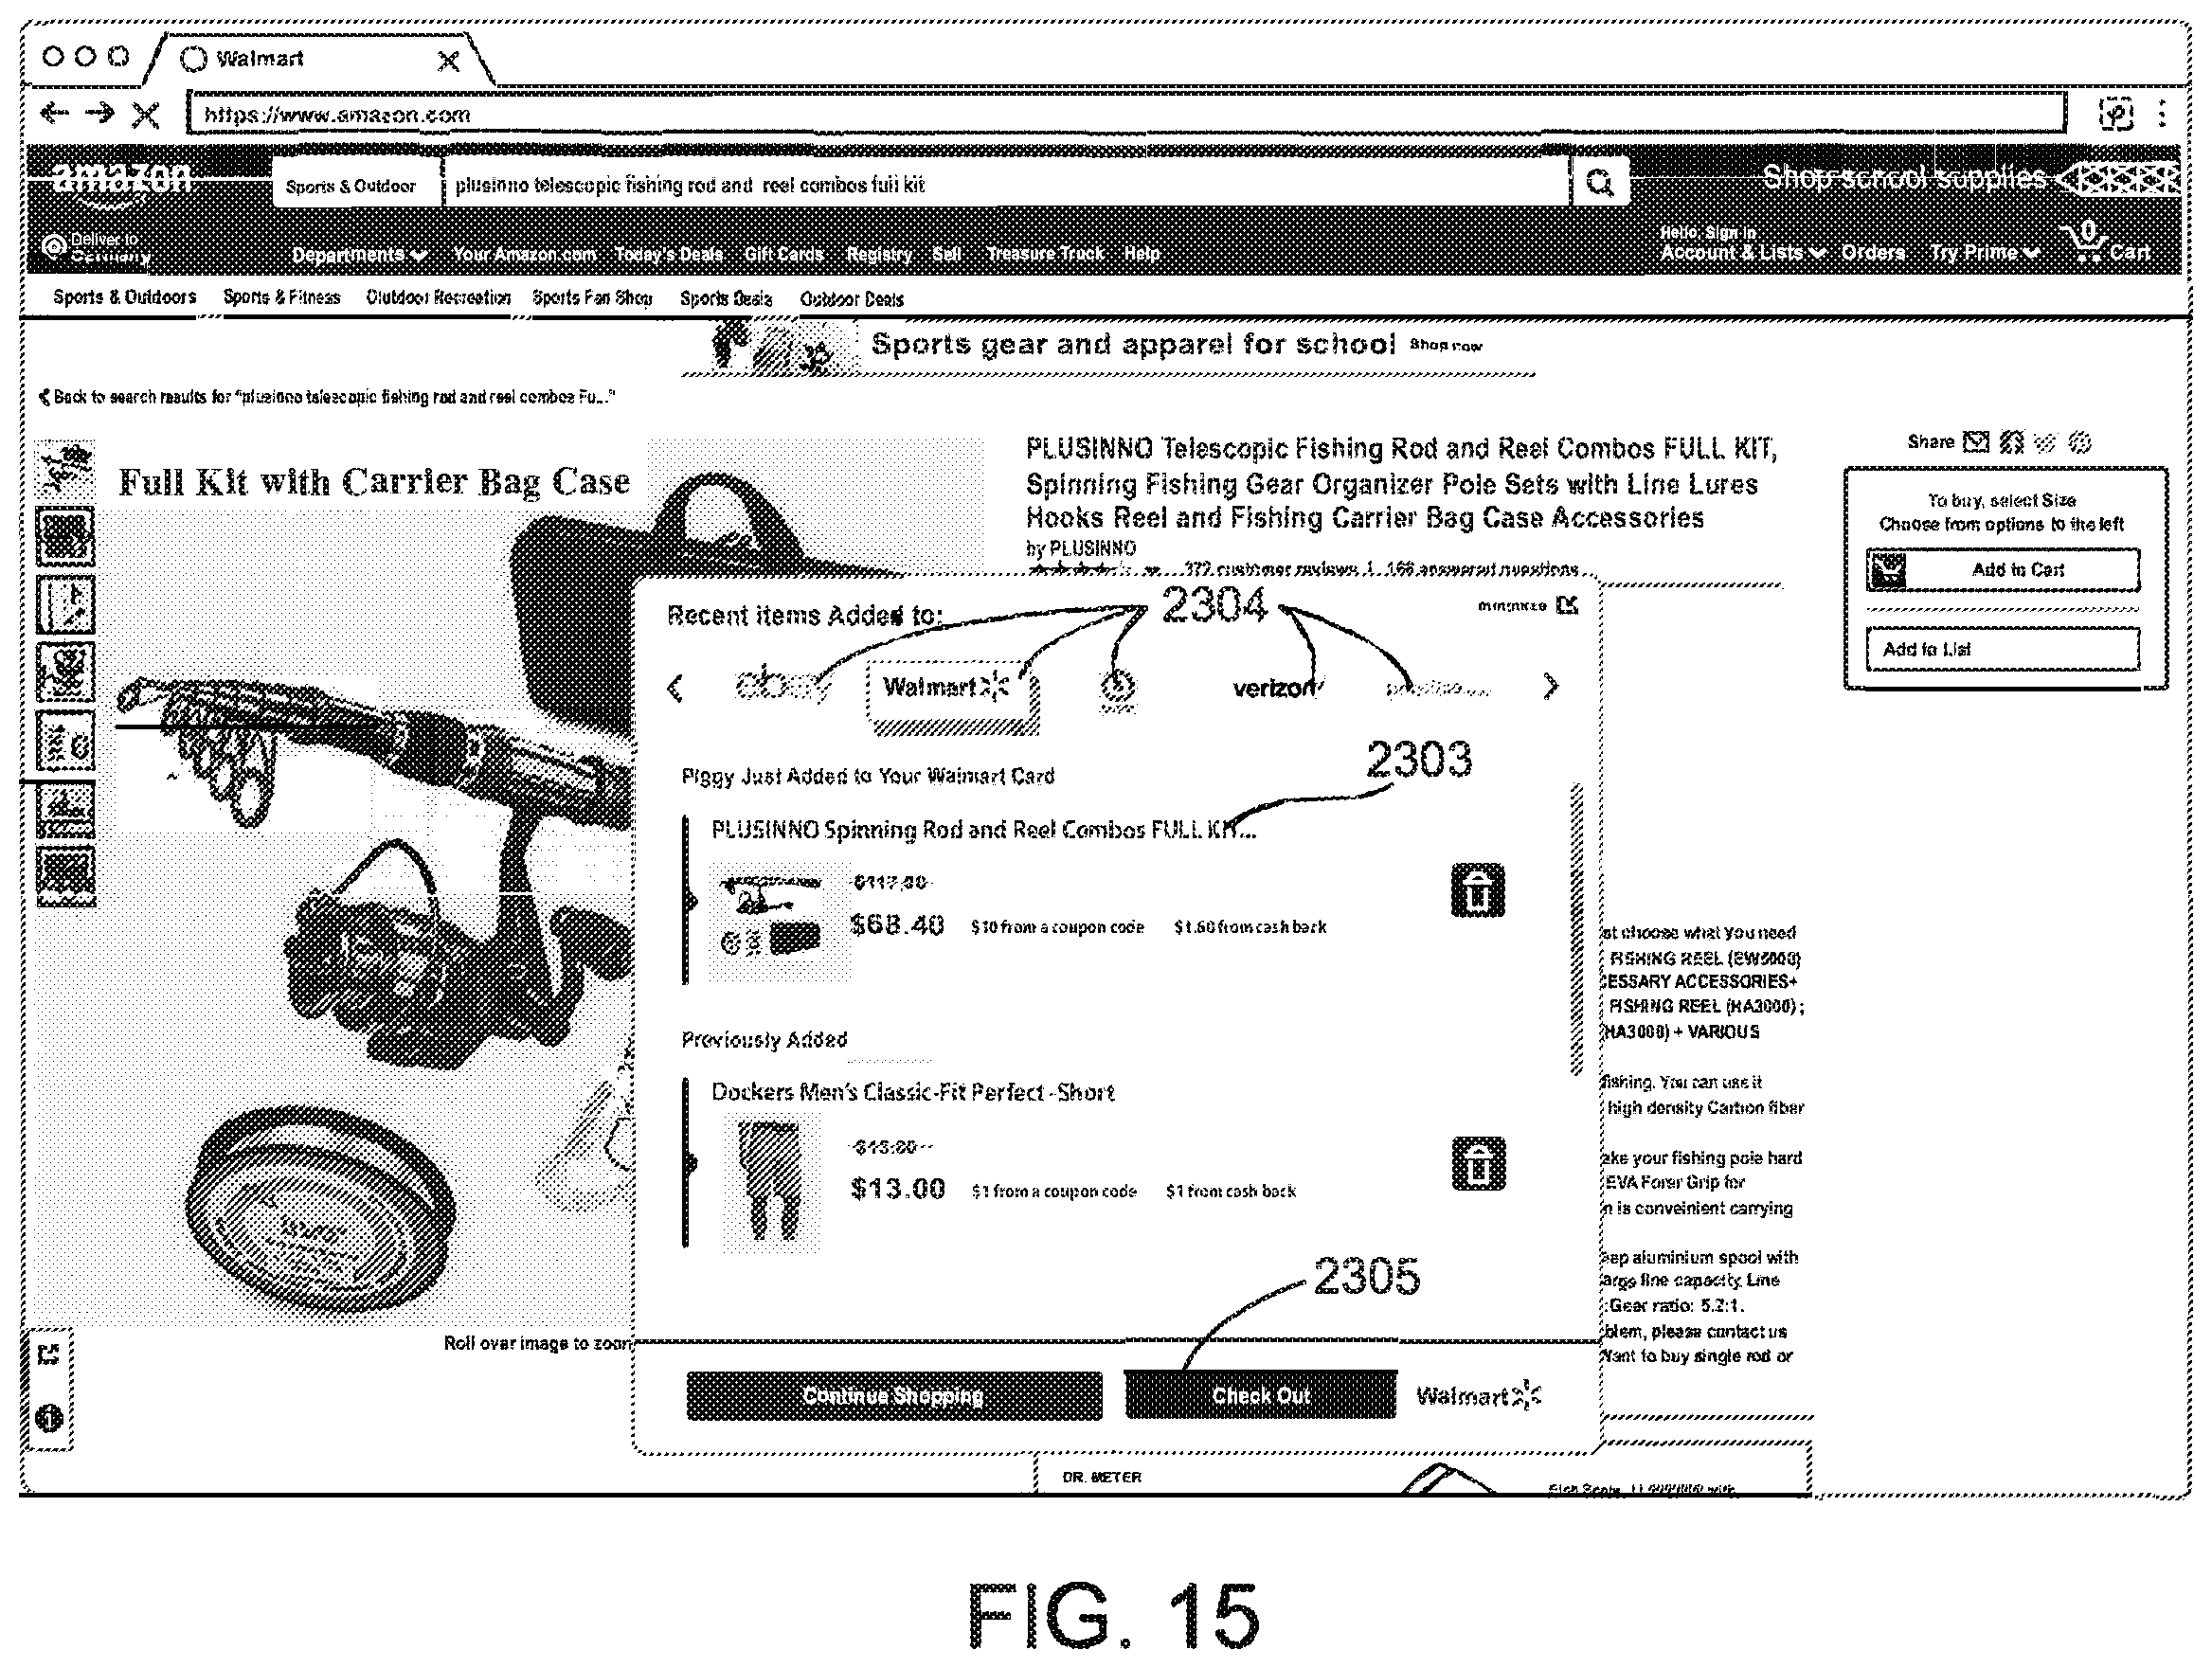 Walmart
https://www.amazon.com
amazon
Sports & Outdoor
plusinno telescopic fishing rod and reel combos full kit
Shop school supplies
Deliver to
Departments Your Amazon.com Today's Deals Gift Cards Registry Sell Treasure Truck Help
Hello, Sign in
Account & Lists Orders Try Prime 0 Cart
Sports & Outdoors Sports & Fitness Outdoor Recreation Sports Fan Shop Sports Deals Outdoor Deals
Sports gear and apparel for school Shop now
Back to search results for "plusinno telescopic fishing rod and reel combos Fu..."
Share
Full Kit with Carrier Bag Case
PLUSINNO Telescopic Fishing Rod and Reel Combos FULL KIT,
Spinning Fishing Gear Organizer Pole Sets with Line Lures
Hooks Reel and Fishing Carrier Bag Case Accessories
by PLUSINNO
372 customer reviews | 166 answered questions
To buy, select Size
Choose from options to the left
Add to Cart
Add to List
Recent items Added to:
2304
minimize
ebay
Walmart
verizon
2303
Piggy Just Added to Your Walmart Card
PLUSINNO Spinning Rod and Reel Combos FULL KIT...
$68.40 $10 from a coupon code $1.60 from cash back
Previously Added
Dockers Men's Classic-Fit Perfect -Short
$13.00 $1 from a coupon code $1 from cash back
2305
Continue Shopping
Check Out
Walmart
st choose what You need
FISHING REEL (EW5000)
CESSARY ACCESSORIES+
FISHING REEL (HA3000) ;
(HA3000) + VARIOUS
fishing. You can use it
high density Carbon fiber
ake your fishing pole hard
EVA Forer Grip for
n is conveinient carrying
eep aluminium spool with
arge line capacity. Line
:Gear ratio: 5.2:1.
blem, please contact us
Want to buy single rod or
Roll over image to zoom
DR. METER
FIG. 15